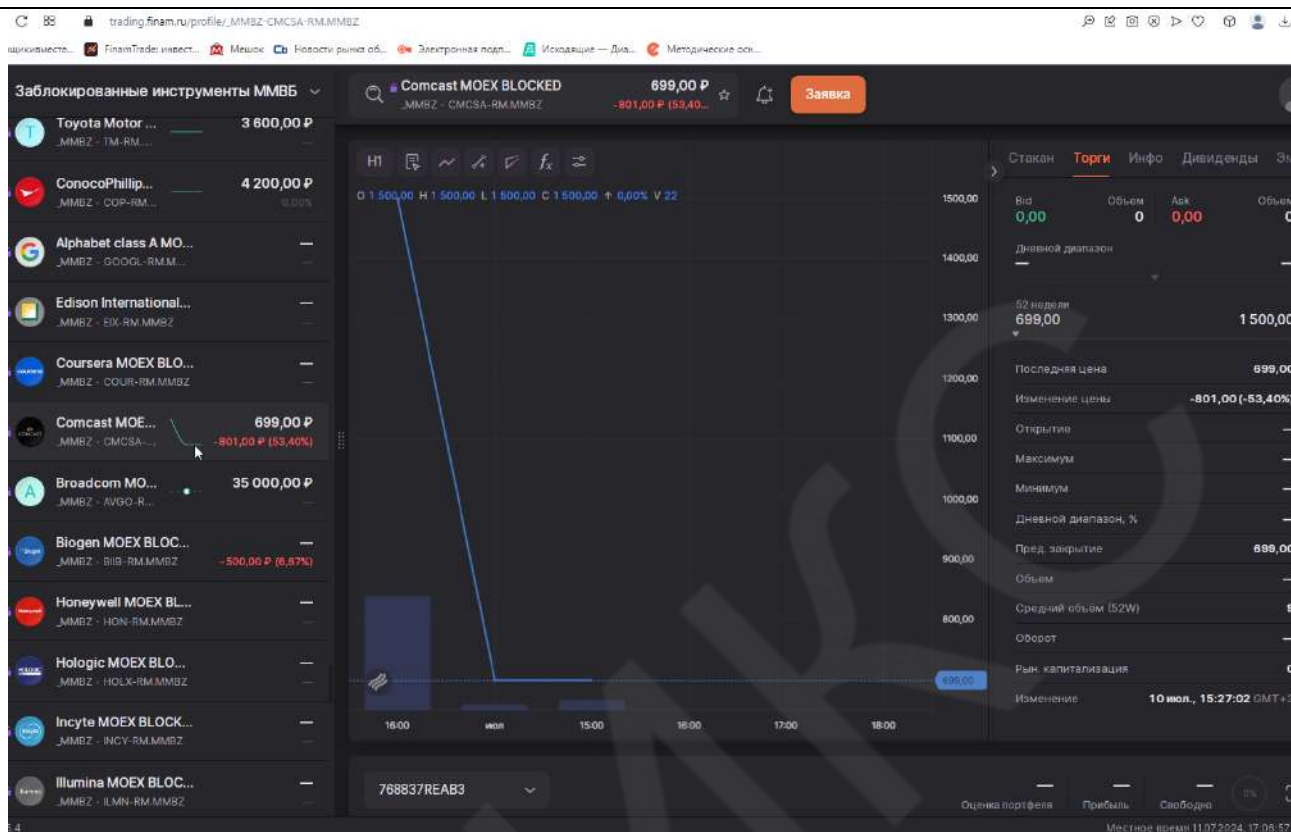 trading.finam.ru/profile/_MMBZ-CMCSA-RM.MMBZ
щикивместе... FinamTrade: инвест... Мешок Новости рынка об... Электронная подп... Исходящие — Диа... Методические осн...
Заблокированные инструменты ММВБ
Toyota Motor ... 3 600,00 ₽
_MMBZ - TM-RM....
ConocoPhillip... 4 200,00 ₽
_MMBZ - COP-RM... 0,00%
Alphabet class A MO... —
_MMBZ - GOOGL-RM.M...
Edison International... —
_MMBZ - EIX-RM.MMBZ
Coursera MOEX BLO... —
_MMBZ - COUR-RM.MMBZ
Comcast MOE... 699,00 ₽
_MMBZ - CMCSA-... -801,00 ₽ (53,40%)
Broadcom MO... 35 000,00 ₽
_MMBZ - AVGO-R...
Biogen MOEX BLOC... —
_MMBZ - BIIB-RM.MMBZ -500,00 ₽ (6,67%)
Honeywell MOEX BL... —
_MMBZ - HON-RM.MMBZ
Hologic MOEX BLO... —
_MMBZ - HOLX-RM.MMBZ
Incyte MOEX BLOCK... —
_MMBZ - INCY-RM.MMBZ
Illumina MOEX BLOC... —
_MMBZ - ILMN-RM.MMBZ
Comcast MOEX BLOCKED 699,00 ₽
_MMBZ - CMCSA-RM.MMBZ -801,00 ₽ (53,40...
Заявка
H1 fx
O 1 500,00 H 1 500,00 L 1 500,00 C 1 500,00 ↑ 0,00% V 22
1500,00
1400,00
1300,00
1200,00
1100,00
1000,00
900,00
800,00
699,00
16:00 июл 15:00 16:00 17:00 18:00
768837REAB3
Оценка портфеля Прибыль Свободно 0%
Стакан Торги Инфо Дивиденды Эм
Bid Объем Ask Объем
0,00 0 0,00 0
Дневной диапазон
— —
52 недели
699,00 1 500,00
Последняя цена 699,00
Изменение цены -801,00 (-53,40%)
Открытие —
Максимум —
Минимум —
Дневной диапазон, % —
Пред. закрытие 699,00
Объем —
Средний объем (52W)
Оборот —
Рын. капитализация 0
Изменение 10 июл., 15:27:02 GMT+3
Местное время 11.07.2024, 17:06:57
МКС